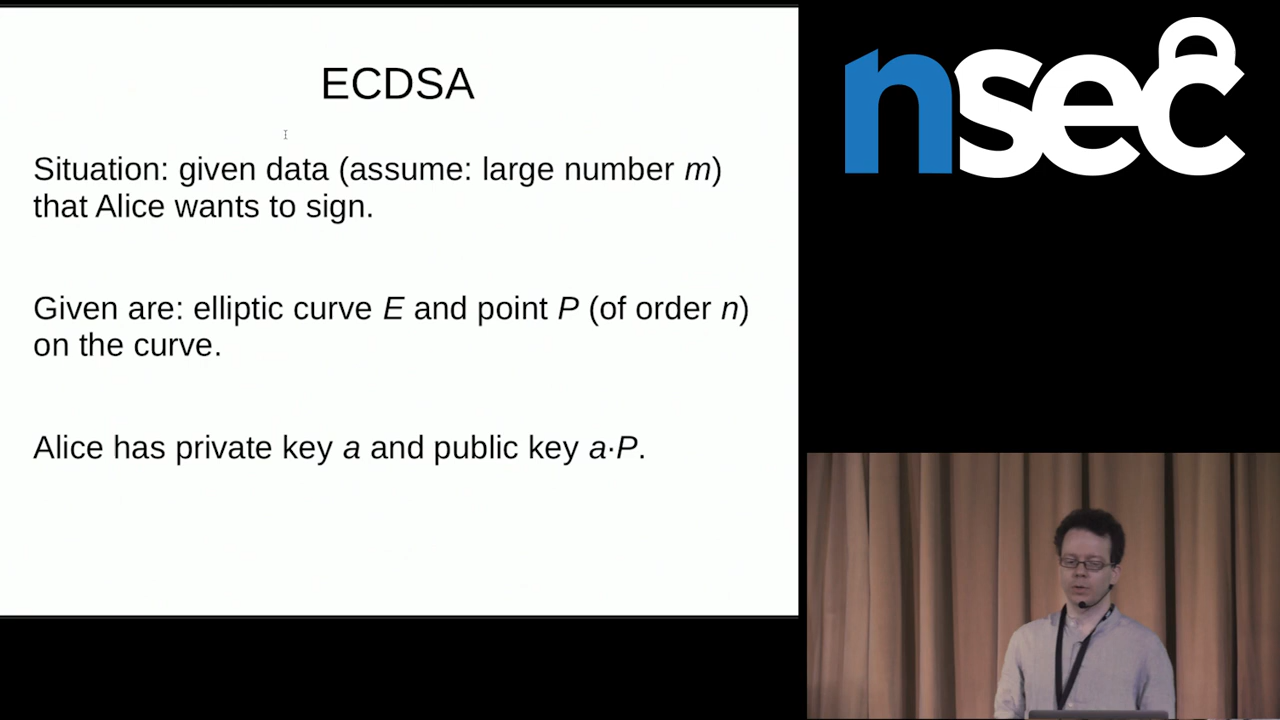 ECDSA
Situation: given data (assume: large number m)
that Alice wants to sign.
Given are: elliptic curve E and point P (of order n)
on the curve.
Alice has private key a and public key a·P.
nsec